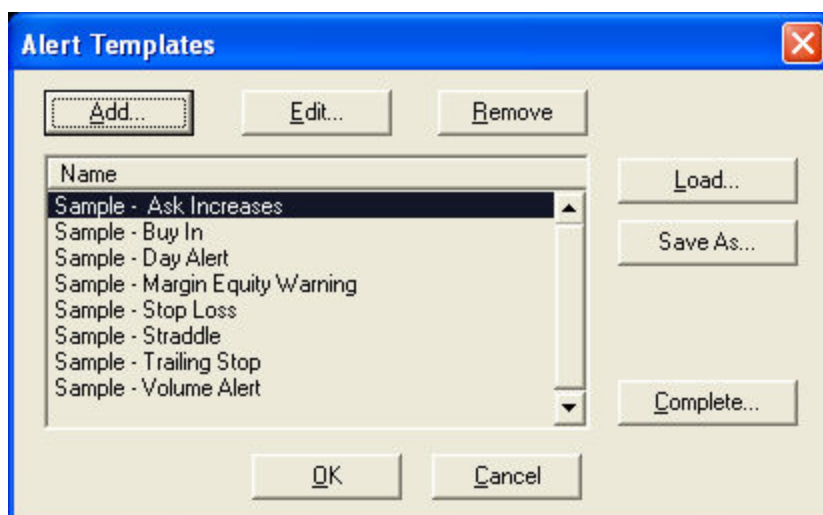 Alert Templates
Add... Edit... Remove
Name
Sample - Ask Increases
Sample - Buy In
Sample - Day Alert
Sample - Margin Equity Warning
Sample - Stop Loss
Sample - Straddle
Sample - Trailing Stop
Sample - Volume Alert
Load...
Save As...
Complete...
OK Cancel